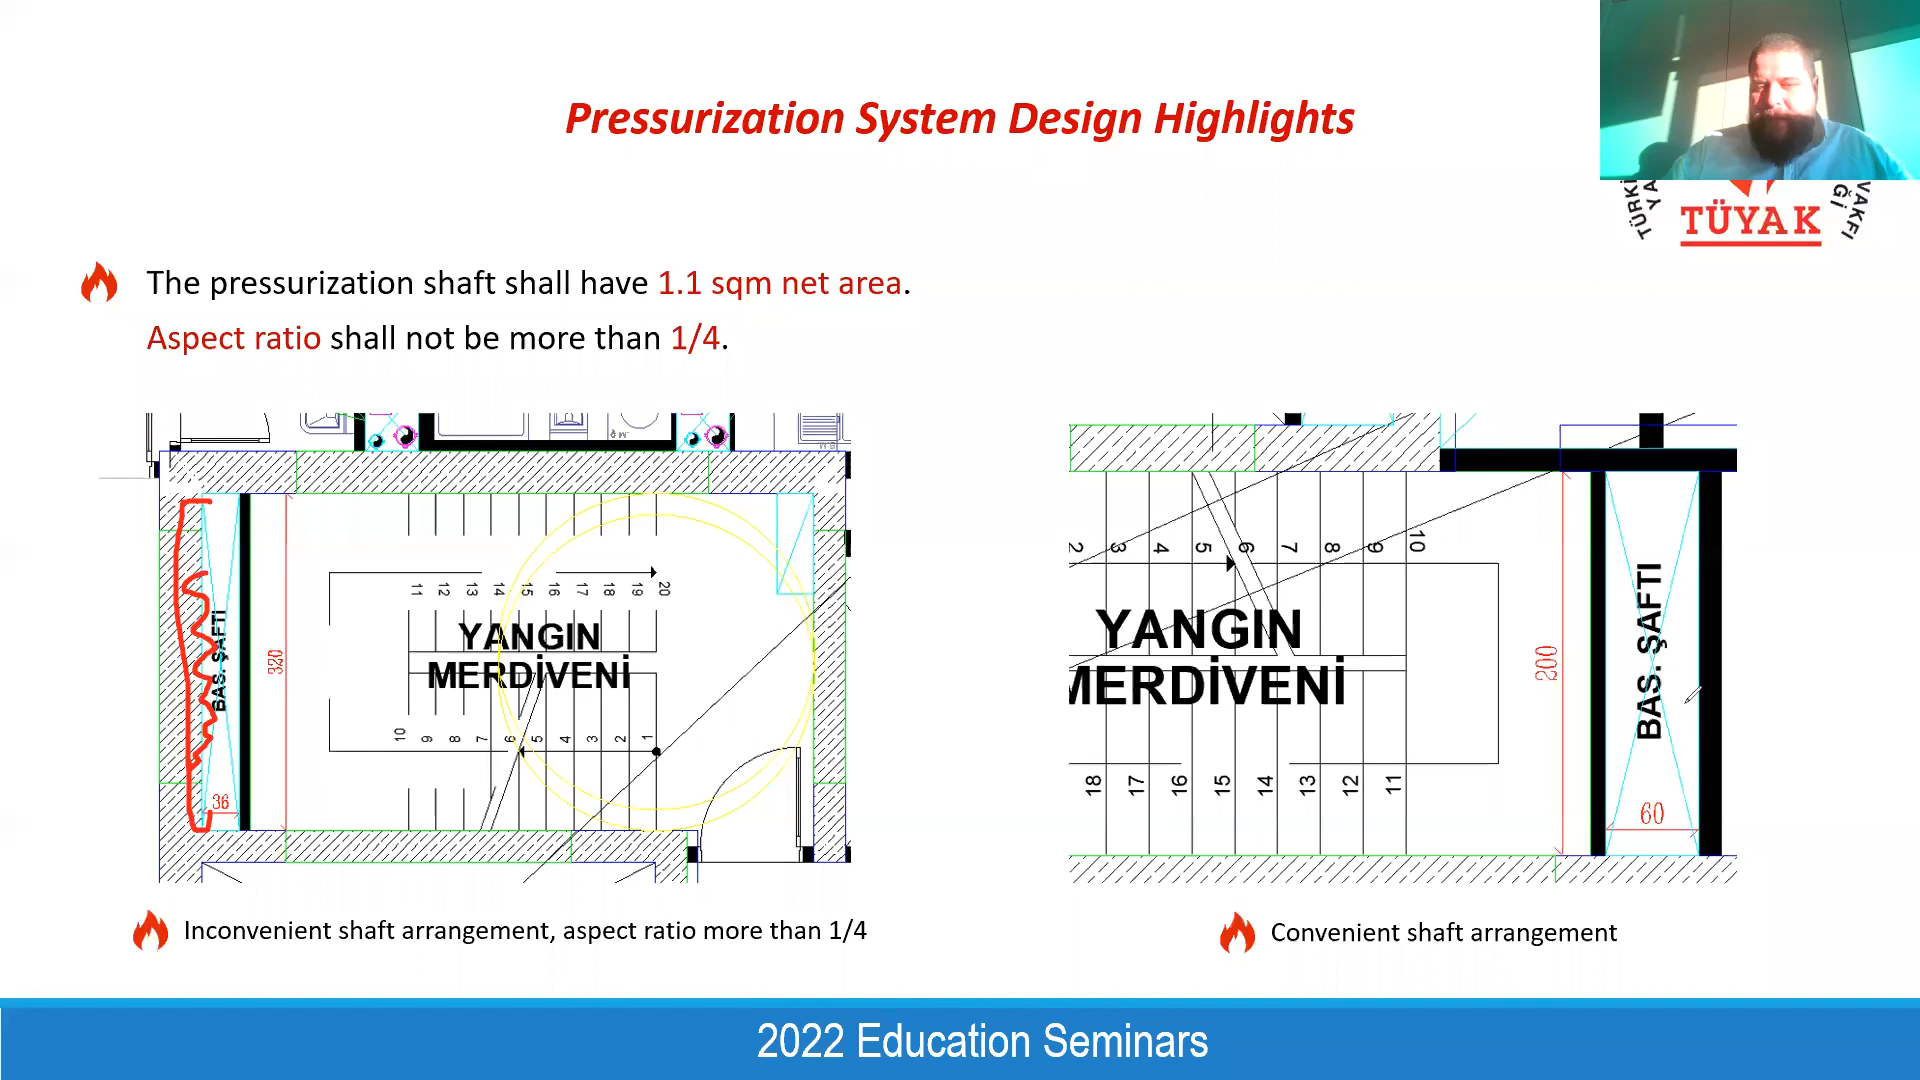 Pressurization System Design Highlights
TÜYAK
VAKFI
The pressurization shaft shall have 1.1 sqm net area.
Aspect ratio shall not be more than 1/4.
11 12 13 14 15 16 17 18 19 20
YANGIN
MERDİVENİ
BAS. ŞAFTI
320
36
10 9 8 7 6 5 4 3 2 1
2 3 4 5 6 7 8 9 10
YANGIN
MERDİVENİ
200
BAS. ŞAFTI
60
18 17 16 15 14 13 12 11
Inconvenient shaft arrangement, aspect ratio more than 1/4
Convenient shaft arrangement
2022 Education Seminars